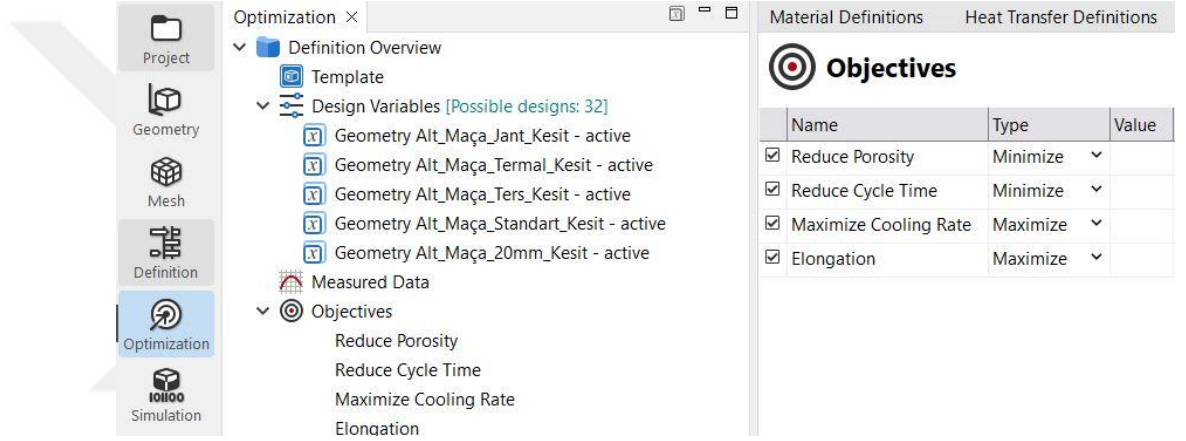 Project
Geometry
Mesh
Definition
Optimization
IOIIOO
Simulation
Optimization ×
Definition Overview
Template
Design Variables [Possible designs: 32]
Geometry Alt_Maça_Jant_Kesit - active
Geometry Alt_Maça_Termal_Kesit - active
Geometry Alt_Maça_Ters_Kesit - active
Geometry Alt_Maça_Standart_Kesit - active
Geometry Alt_Maça_20mm_Kesit - active
Measured Data
Objectives
Reduce Porosity
Reduce Cycle Time
Maximize Cooling Rate
Elongation
Material Definitions Heat Transfer Definitions
Objectives
Name Type Value
Reduce Porosity Minimize
Reduce Cycle Time Minimize
Maximize Cooling Rate Maximize
Elongation Maximize